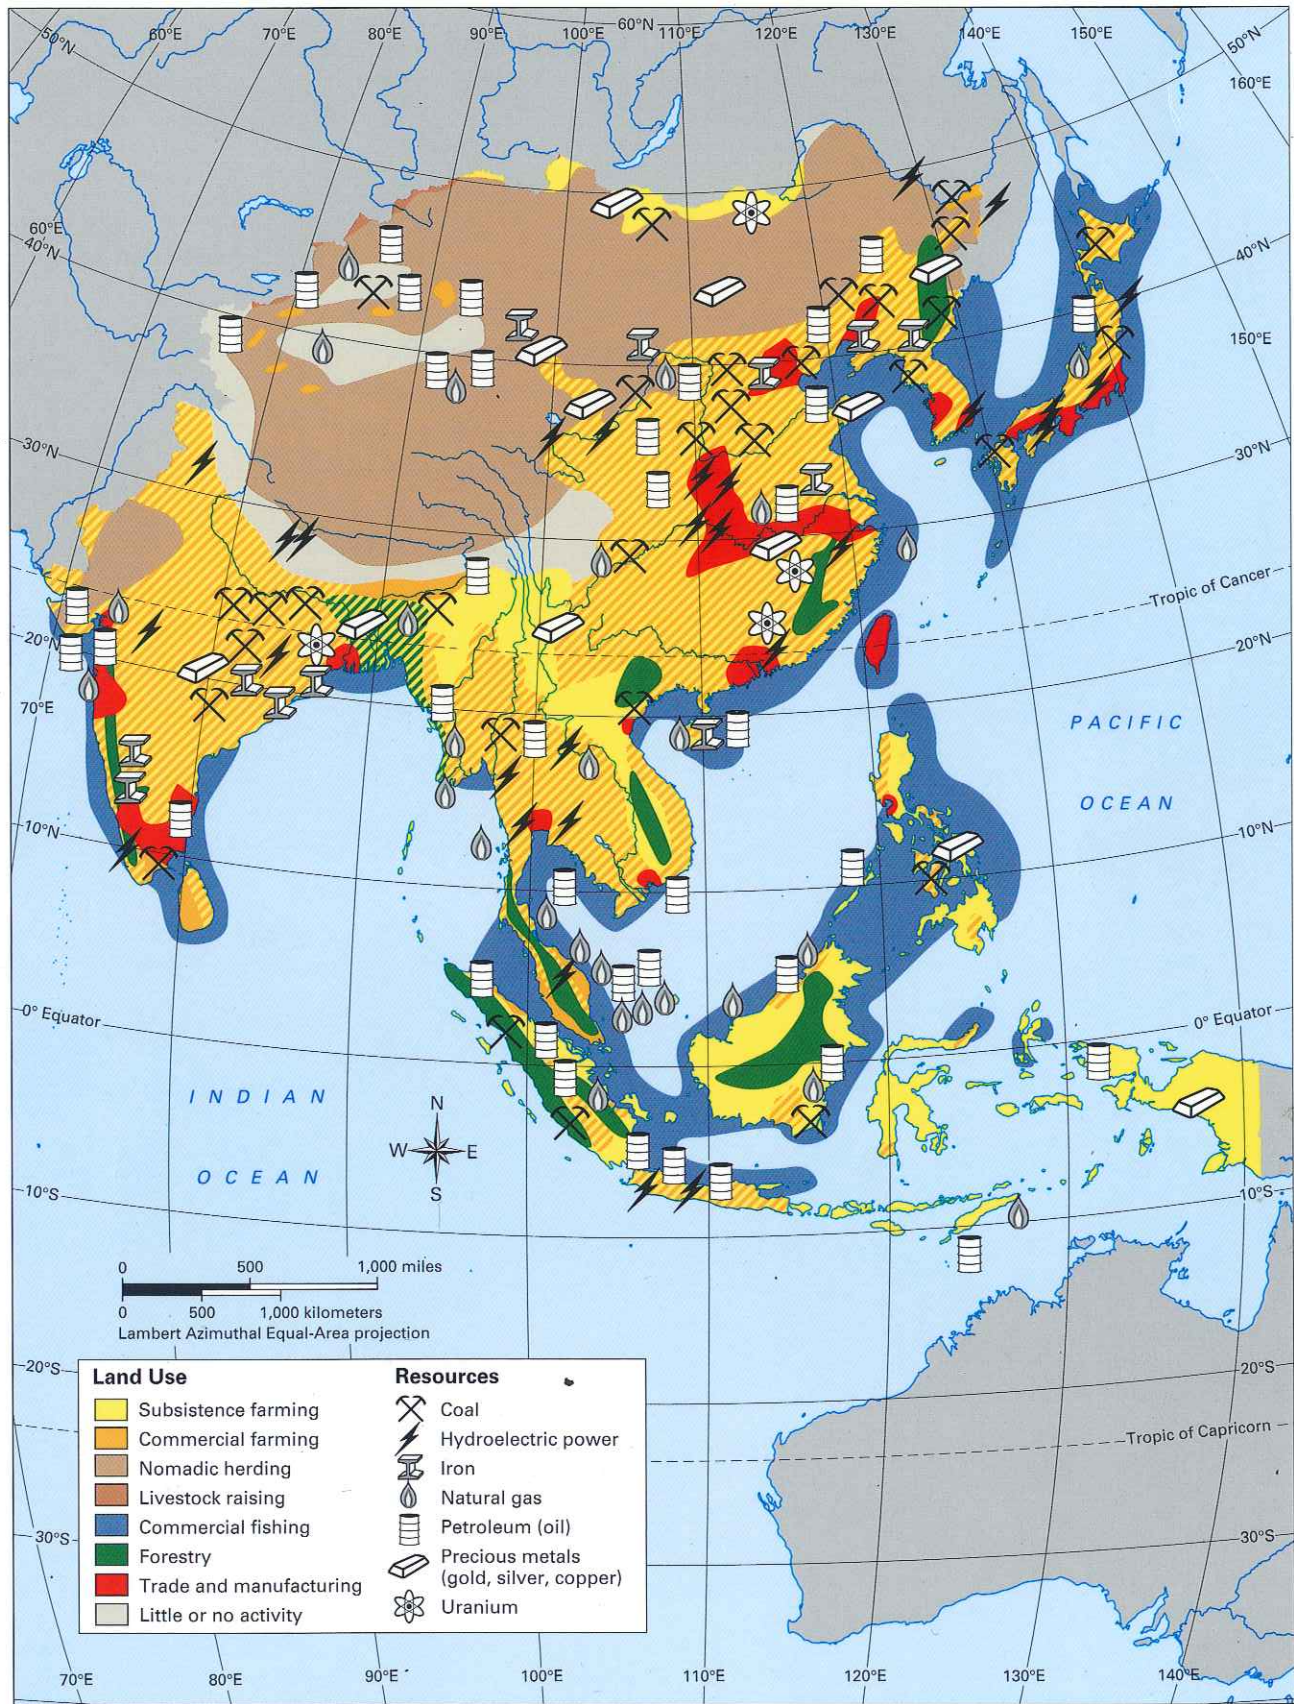 50°N
60°E
70°E
80°E
90°E
60°N
110°E
120°E
130°E
140°E
150°E
50°N
160°E
60°E
40°N
40°N
150°E
30°N
30°N
Tropic of Cancer
20°N
20°N
70°E
PACIFIC
OCEAN
10°N
10°N
0° Equator
0° Equator
INDIAN
OCEAN
N
W
E
S
10°S
10°S
0 500 1,000 miles
0 500 1,000 kilometers
Lambert Azimuthal Equal-Area projection
20°S
20°S
Tropic of Capricorn
30°S
30°S
Land Use
Subsistence farming
Commercial farming
Nomadic herding
Livestock raising
Commercial fishing
Forestry
Trade and manufacturing
Little or no activity
Resources
Coal
Hydroelectric power
Iron
Natural gas
Petroleum (oil)
Precious metals
(gold, silver, copper)
Uranium
70°E
80°E
90°E
100°E
110°E
120°E
130°E
140°E